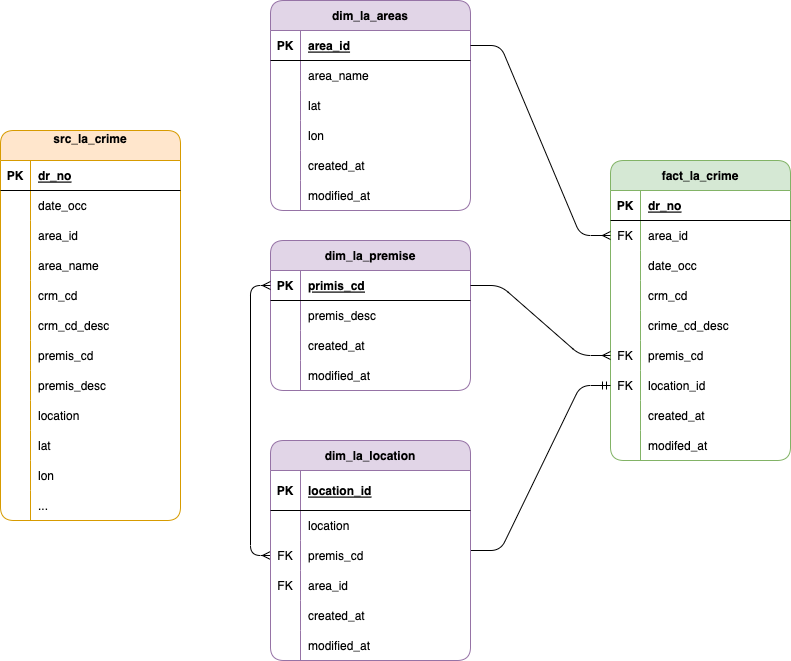 src_la_crime
PK dr_no
date_occ
area_id
area_name
crm_cd
crm_cd_desc
premis_cd
premis_desc
location
lat
lon
...
dim_la_areas
PK area_id
area_name
lat
lon
created_at
modified_at
dim_la_premise
PK primis_cd
premis_desc
created_at
modified_at
dim_la_location
PK location_id
location
FK premis_cd
FK area_id
created_at
modified_at
fact_la_crime
PK dr_no
FK area_id
date_occ
crm_cd
crime_cd_desc
FK premis_cd
FK location_id
created_at
modifed_at